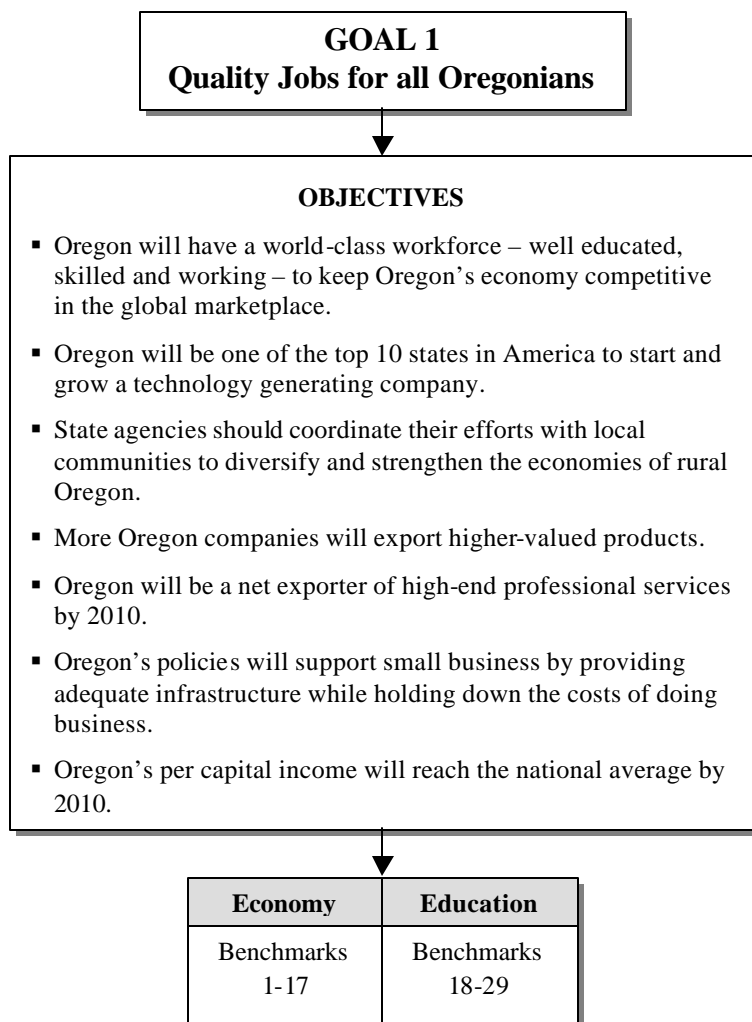 GOAL 1
Quality Jobs for all Oregonians
OBJECTIVES
▪ Oregon will have a world-class workforce – well educated,
skilled and working – to keep Oregon's economy competitive
in the global marketplace.
▪ Oregon will be one of the top 10 states in America to start and
grow a technology generating company.
▪ State agencies should coordinate their efforts with local
communities to diversify and strengthen the economies of rural
Oregon.
▪ More Oregon companies will export higher-valued products.
▪ Oregon will be a net exporter of high-end professional services
by 2010.
▪ Oregon's policies will support small business by providing
adequate infrastructure while holding down the costs of doing
business.
▪ Oregon's per capital income will reach the national average by
2010.
Economy Education
Benchmarks Benchmarks
1-17 18-29